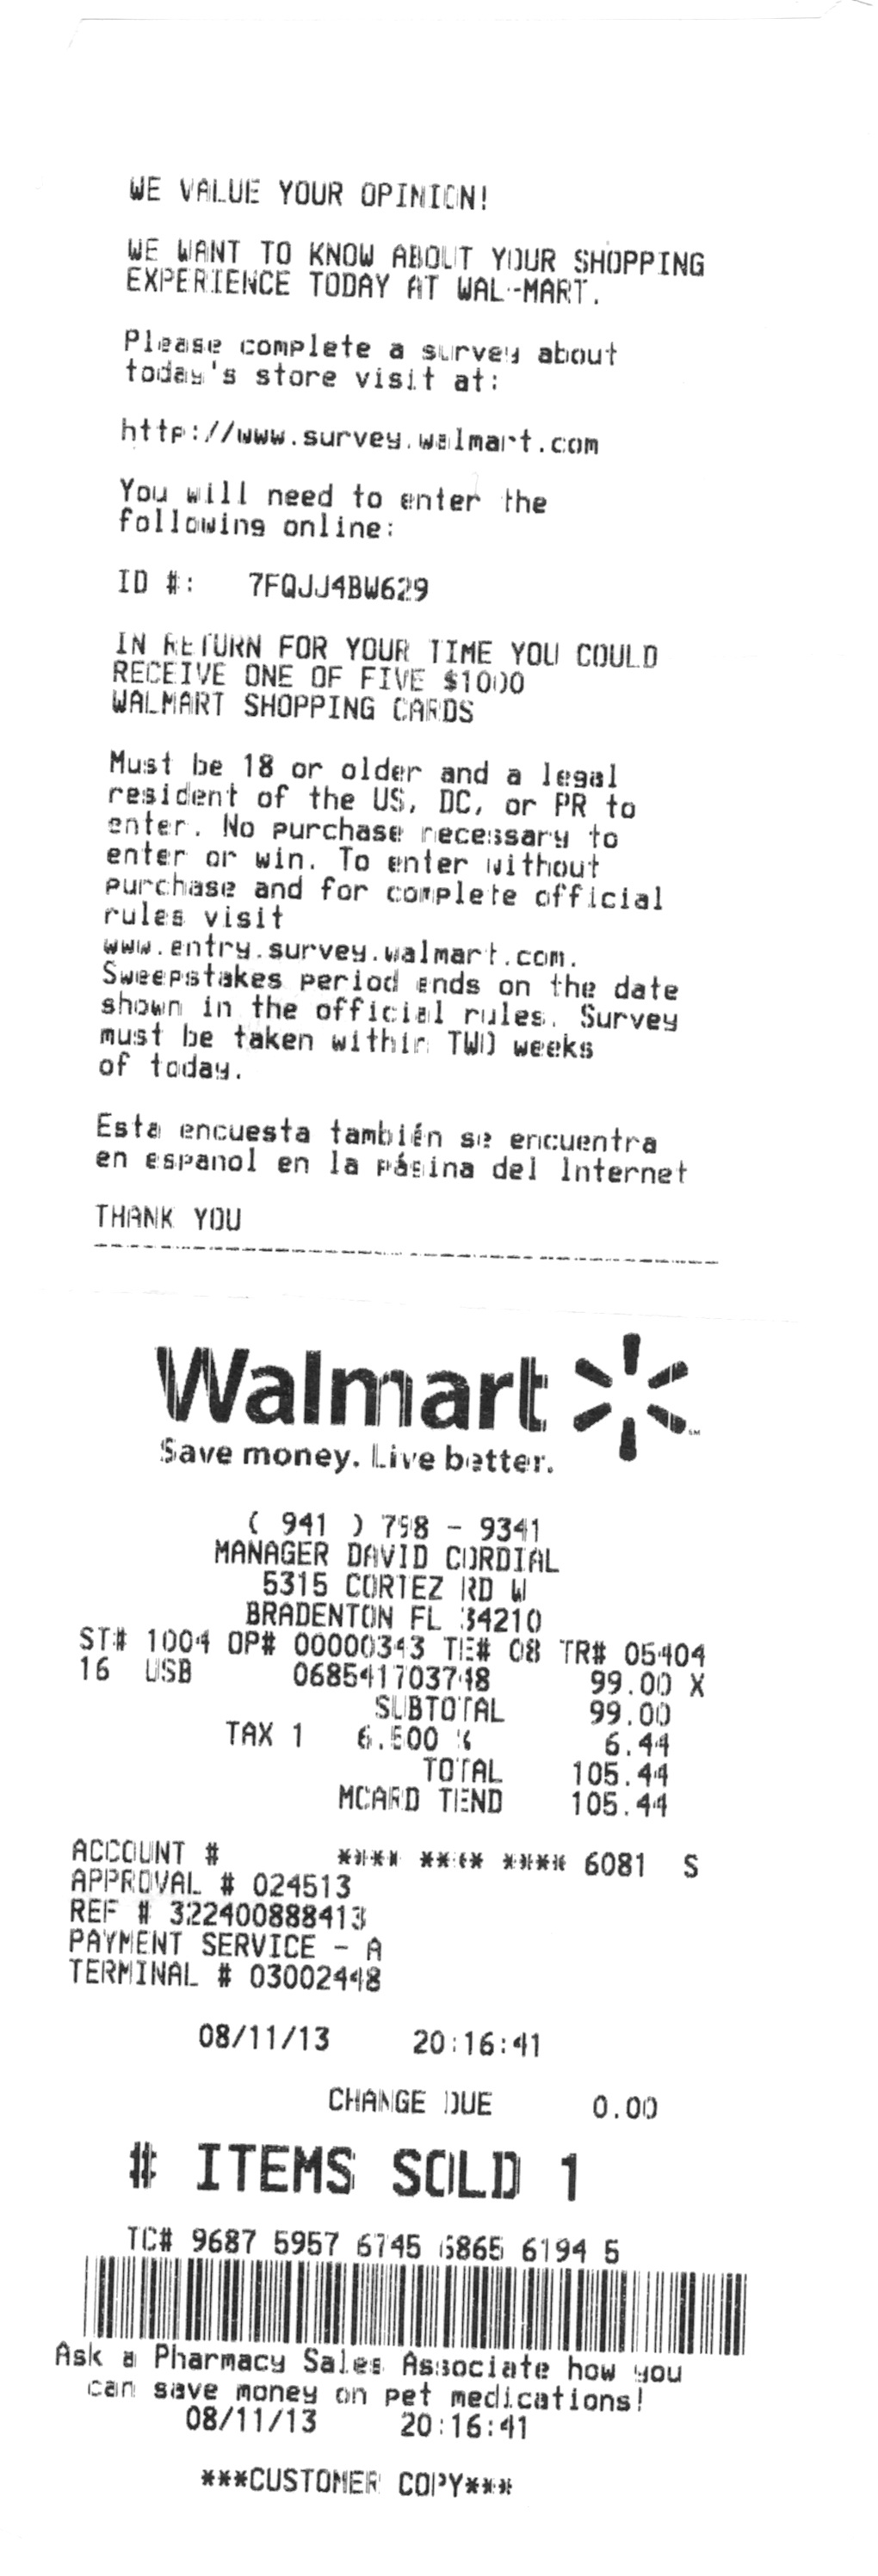 WE VALUE YOUR OPINION!
WE WANT TO KNOW ABOUT YOUR SHOPPING
EXPERIENCE TODAY AT WAL-MART.
Please complete a survey about
today's store visit at:
http://www.survey.walmart.com
You will need to enter the
following online:
ID #: 7FQJJ4BW629
IN RETURN FOR YOUR TIME YOU COULD
RECEIVE ONE OF FIVE $1000
WALMART SHOPPING CARDS
Must be 18 or older and a legal
resident of the US, DC, or PR to
enter. No purchase necessary to
enter or win. To enter without
purchase and for complete official
rules visit
www.entry.survey.walmart.com.
Sweepstakes period ends on the date
shown in the official rules. Survey
must be taken within TWO weeks
of today.
Esta encuesta también se encuentra
en espanol en la página del Internet
THANK YOU
Walmart
Save money. Live better.
( 941 ) 798 - 9341
MANAGER DAVID CORDIAL
5315 CORTEZ RD W
BRADENTON FL 34210
ST# 1004 OP# 00000343 TE# 08 TR# 05404
16 USB 068541703748 99.00 X
SUBTOTAL 99.00
TAX 1 6.500 % 6.44
TOTAL 105.44
MCARD TEND 105.44
ACCOUNT # **** **** **** 6081 S
APPROVAL # 024513
REF # 322400888413
PAYMENT SERVICE - A
TERMINAL # 03002448
08/11/13 20:16:41
CHANGE DUE 0.00
# ITEMS SOLD 1
TC# 9687 5957 6745 6865 6194 5
Ask a Pharmacy Sales Associate how you
can save money on pet medications!
08/11/13 20:16:41
***CUSTOMER COPY***